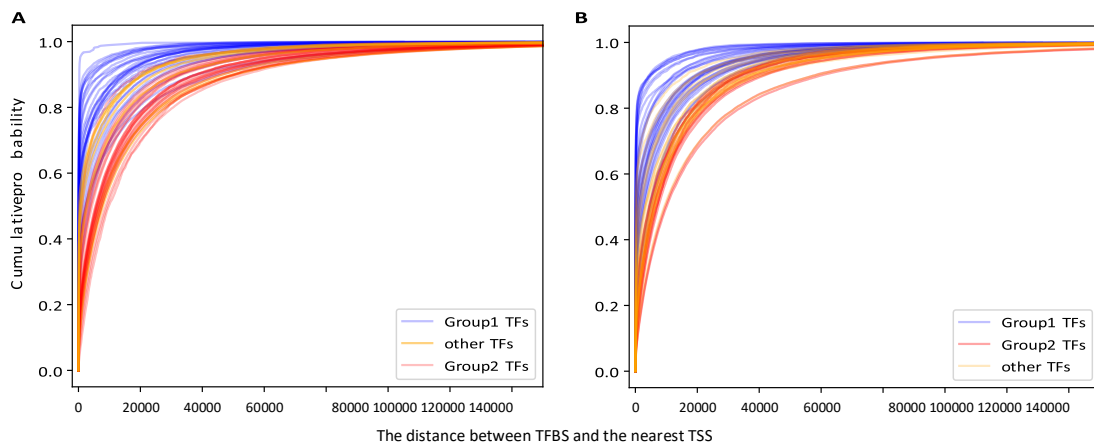 A
B
Cumu lativepro bability
1.0
0.8
0.6
0.4
0.2
0.0
Group1 TFs
other TFs
Group2 TFs
0 20000 40000 60000 80000 100000 120000 140000
1.0
0.8
0.6
0.4
0.2
0.0
Group1 TFs
Group2 TFs
other TFs
0 20000 40000 60000 80000 100000 120000 140000
The distance between TFBS and the nearest TSS